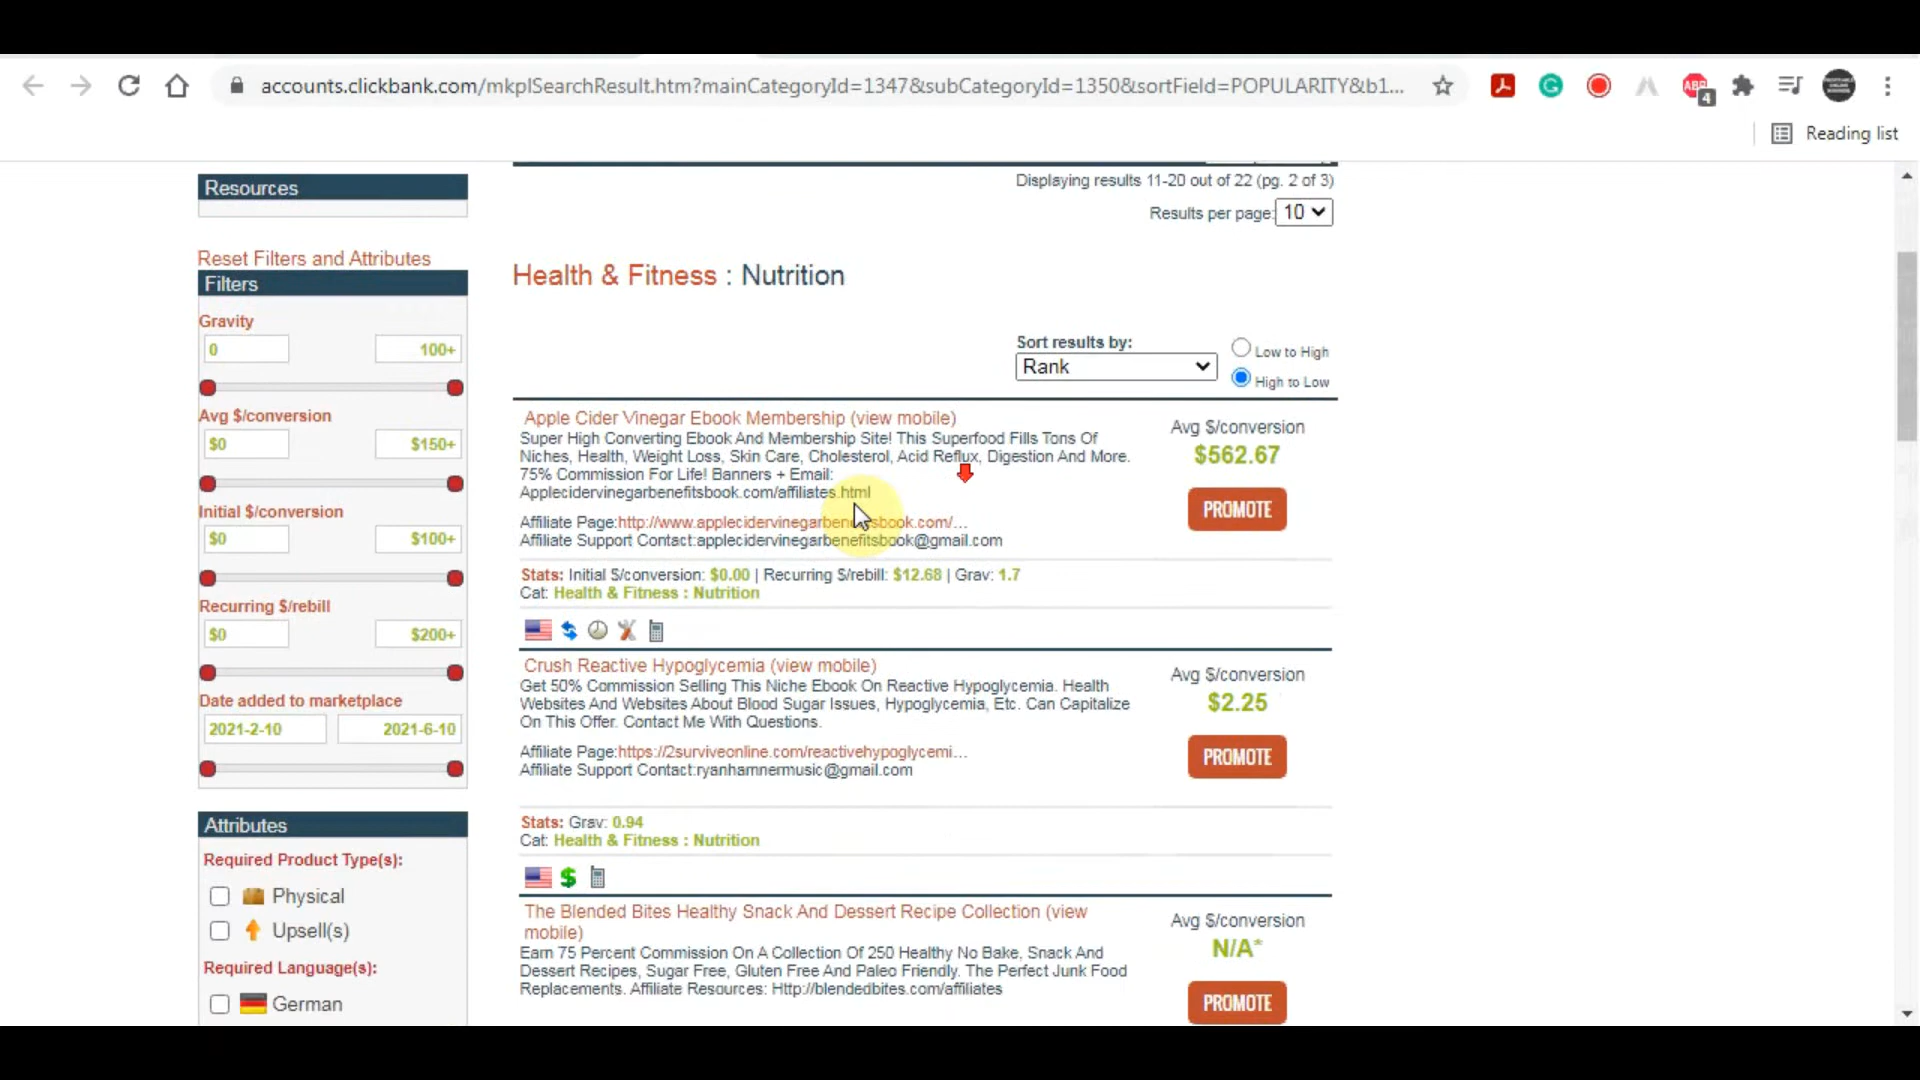 accounts.clickbank.com/mkplSearchResult.htm?mainCategoryId=1347&subCategoryId=1350&sortField=POPULARITY&b1...
ABP
4
Reading list
Displaying results 11-20 out of 22 (pg. 2 of 3)
Results per page: 10
Resources
Reset Filters and Attributes
Filters
Gravity
0 100+
Avg $/conversion
$0 $150+
Initial $/conversion
$0 $100+
Recurring $/rebill
$0 $200+
Date added to marketplace
2021-2-10 2021-6-10
Attributes
Required Product Type(s):
Physical
Upsell(s)
Required Language(s):
German
Health & Fitness : Nutrition
Sort results by:
Rank
Low to High
High to Low
Apple Cider Vinegar Ebook Membership (view mobile)
Super High Converting Ebook And Membership Site! This Superfood Fills Tons Of
Niches, Health, Weight Loss, Skin Care, Cholesterol, Acid Reflux, Digestion And More.
75% Commission For Life! Banners + Email:
Applecidervinegarbenefitsbook.com/affiliates.html
Affiliate Page:http://www.applecidervinegarbenefitsbook.com/...
Affiliate Support Contact:applecidervinegarbenefitsbook@gmail.com
Avg $/conversion
$562.67
PROMOTE
Stats: Initial $/conversion: $0.00 | Recurring $/rebill: $12.68 | Grav: 1.7
Cat: Health & Fitness : Nutrition
Crush Reactive Hypoglycemia (view mobile)
Get 50% Commission Selling This Niche Ebook On Reactive Hypoglycemia. Health
Websites And Websites About Blood Sugar Issues, Hypoglycemia, Etc. Can Capitalize
On This Offer. Contact Me With Questions.
Affiliate Page:https://2surviveonline.com/reactivehypoglycemi...
Affiliate Support Contact:ryanhamnermusic@gmail.com
Avg $/conversion
$2.25
PROMOTE
Stats: Grav: 0.94
Cat: Health & Fitness : Nutrition
The Blended Bites Healthy Snack And Dessert Recipe Collection (view
mobile)
Earn 75 Percent Commission On A Collection Of 250 Healthy No Bake, Snack And
Dessert Recipes, Sugar Free, Gluten Free And Paleo Friendly. The Perfect Junk Food
Replacements. Affiliate Resources: Http://blendedbites.com/affiliates
Avg $/conversion
N/A*
PROMOTE